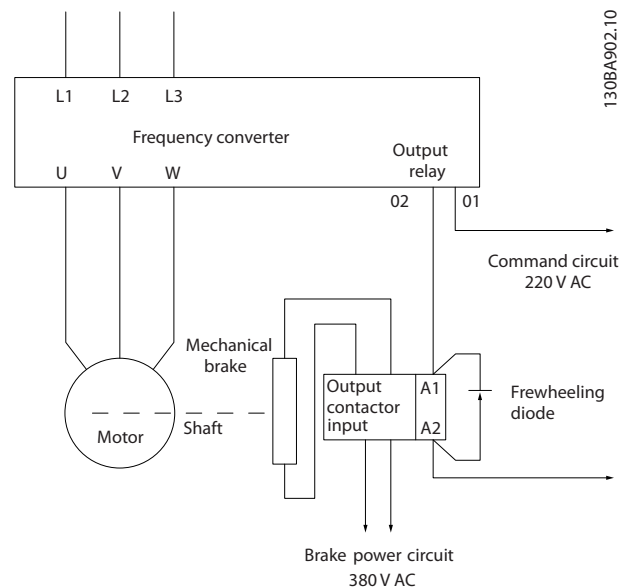 130BA902.10
L1 L2 L3
Frequency converter
Output
relay
U V W
02 01
Command circuit
220 V AC
Mechanical
brake
Output
contactor
input
A1
A2
Frewheeling
diode
Motor
Shaft
Brake power circuit
380 V AC